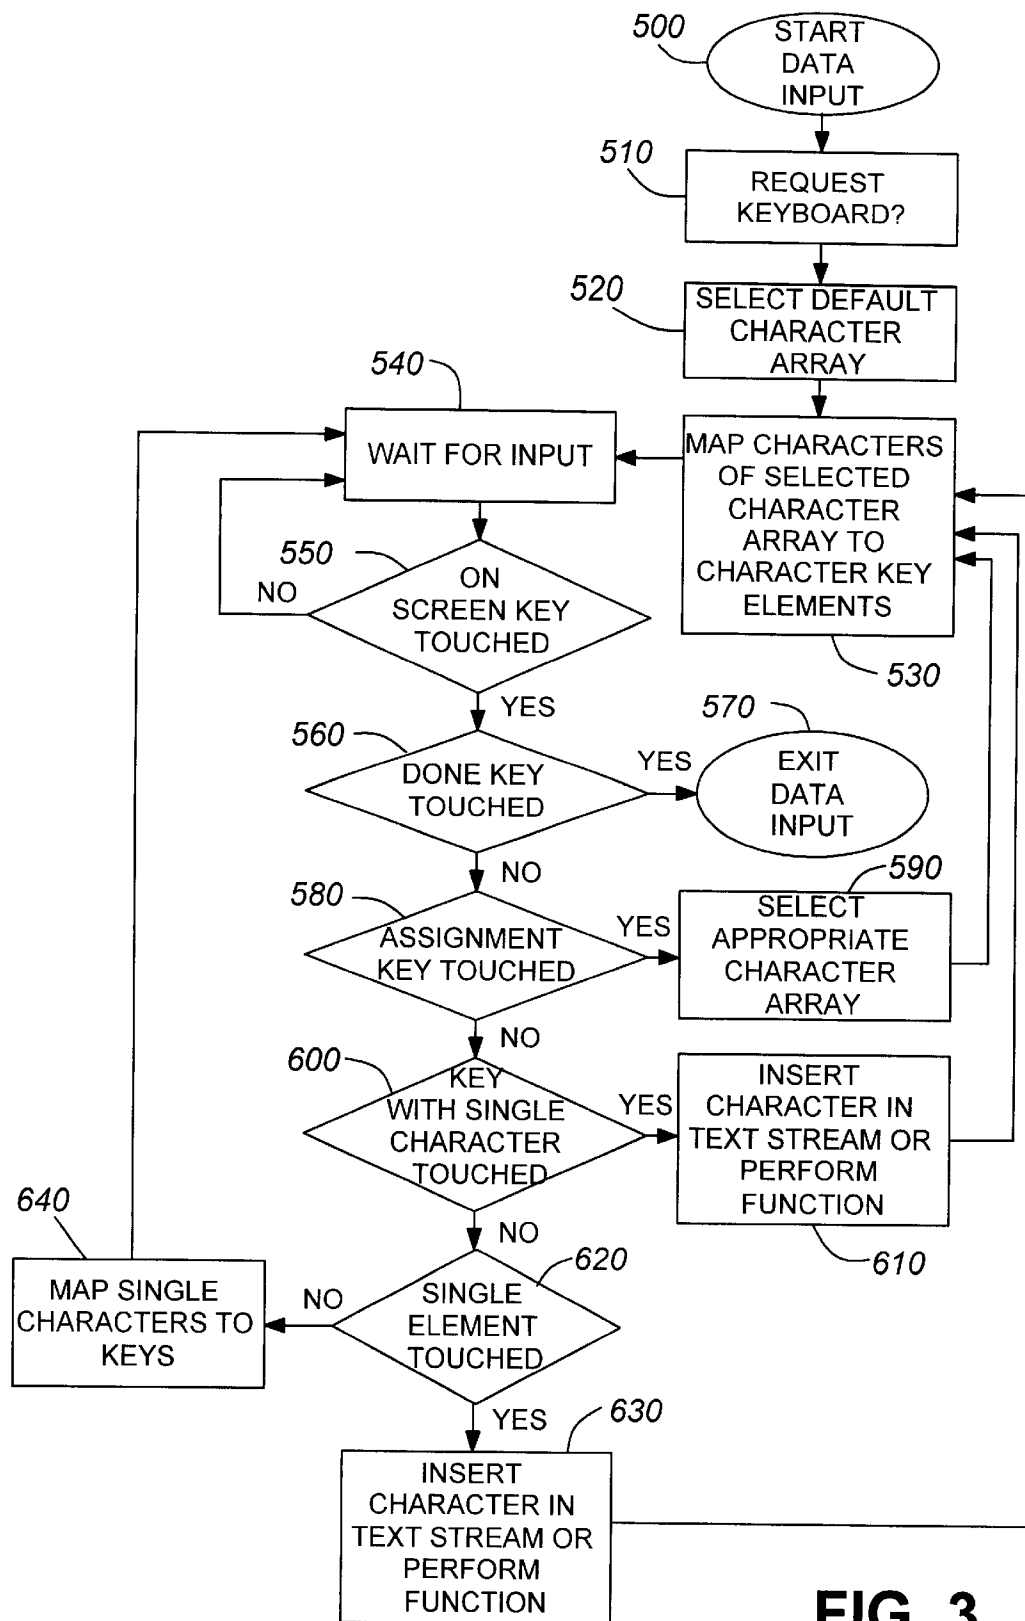 500
START
DATA
INPUT
510
REQUEST
KEYBOARD?
520
SELECT DEFAULT
CHARACTER
ARRAY
540
WAIT FOR INPUT
MAP CHARACTERS
OF SELECTED
CHARACTER
ARRAY TO
CHARACTER KEY
ELEMENTS
530
550
ON
SCREEN KEY
TOUCHED
NO
YES
560
DONE KEY
TOUCHED
YES
570
EXIT
DATA
INPUT
NO
580
ASSIGNMENT
KEY TOUCHED
YES
590
SELECT
APPROPRIATE
CHARACTER
ARRAY
NO
600
KEY
WITH SINGLE
CHARACTER
TOUCHED
YES
INSERT
CHARACTER IN
TEXT STREAM OR
PERFORM
FUNCTION
610
NO
620
SINGLE
ELEMENT
TOUCHED
NO
640
MAP SINGLE
CHARACTERS TO
KEYS
YES
630
INSERT
CHARACTER IN
TEXT STREAM OR
PERFORM
FUNCTION
FIG. 3